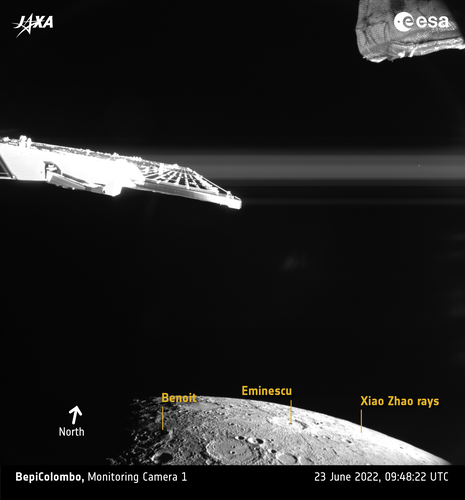 JAXA
esa
Benoit
Eminescu
Xiao Zhao rays
North
BepiColombo, Monitoring Camera 1
23 June 2022, 09:48:22 UTC